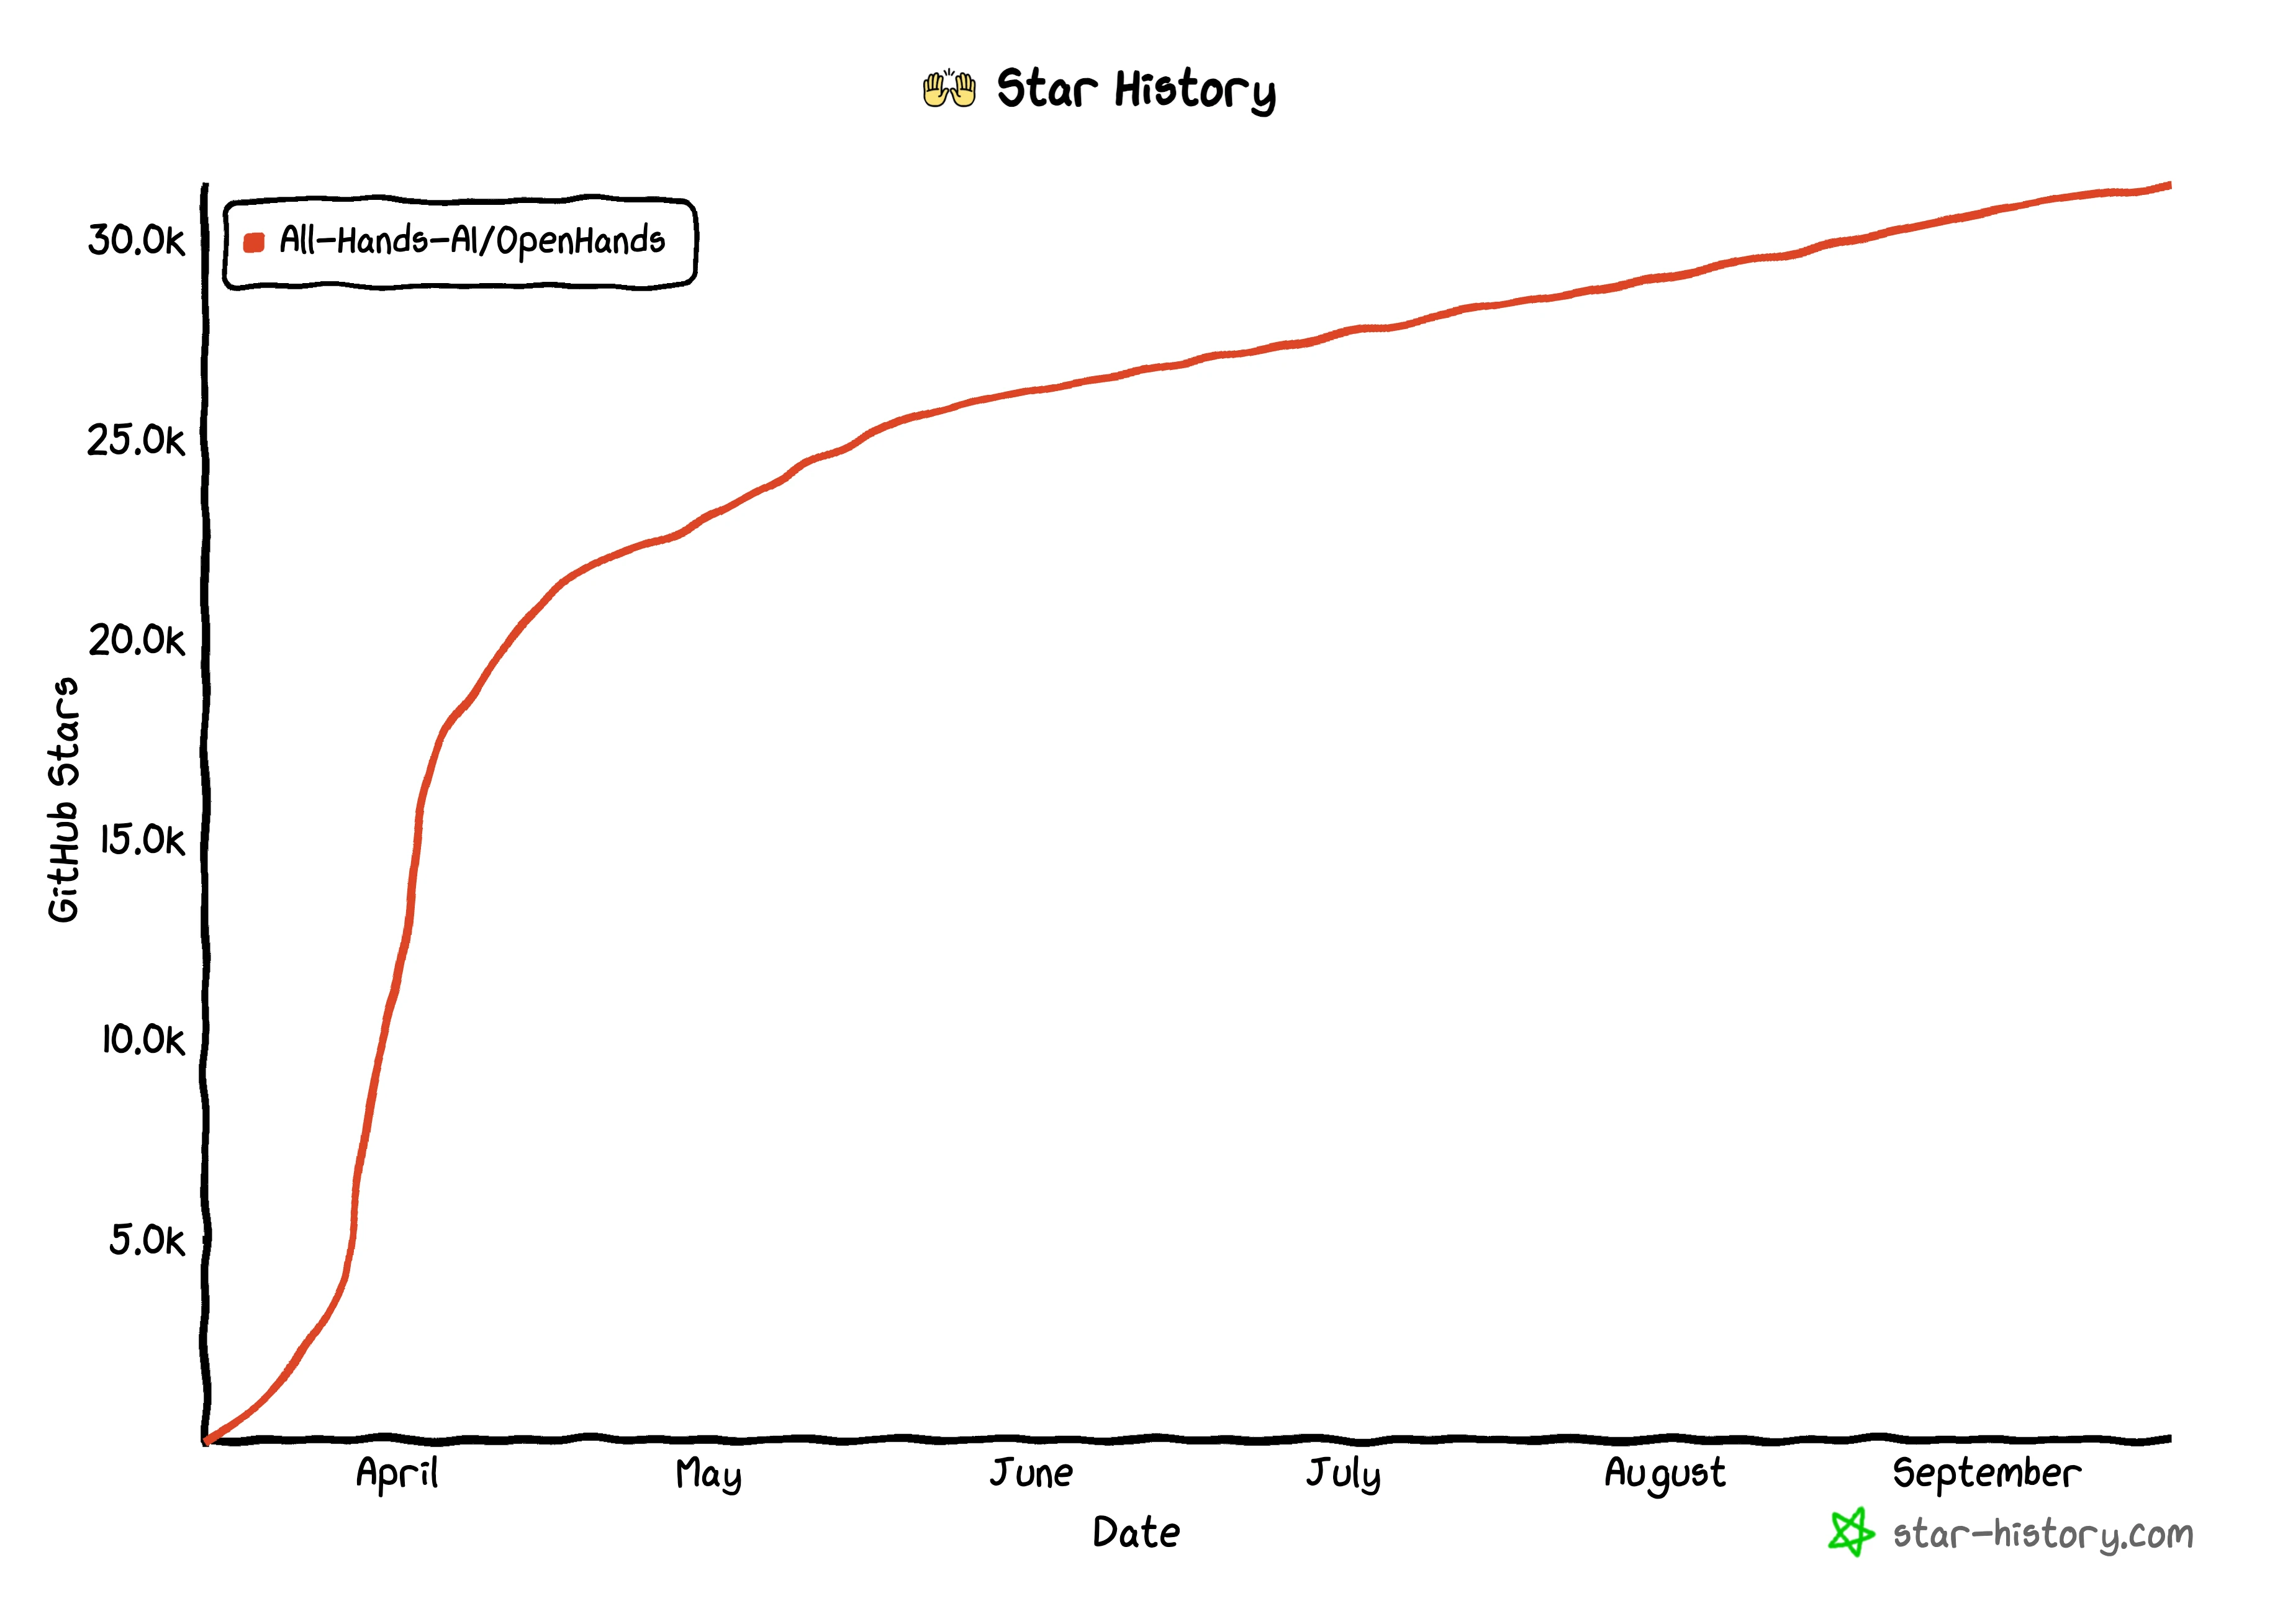 🙌 Star History
All-Hands-AI/OpenHands
30.0K
25.0K
20.0K
15.0K
10.0K
5.0K
GitHub Stars
April May June July August September
Date
star-history.com